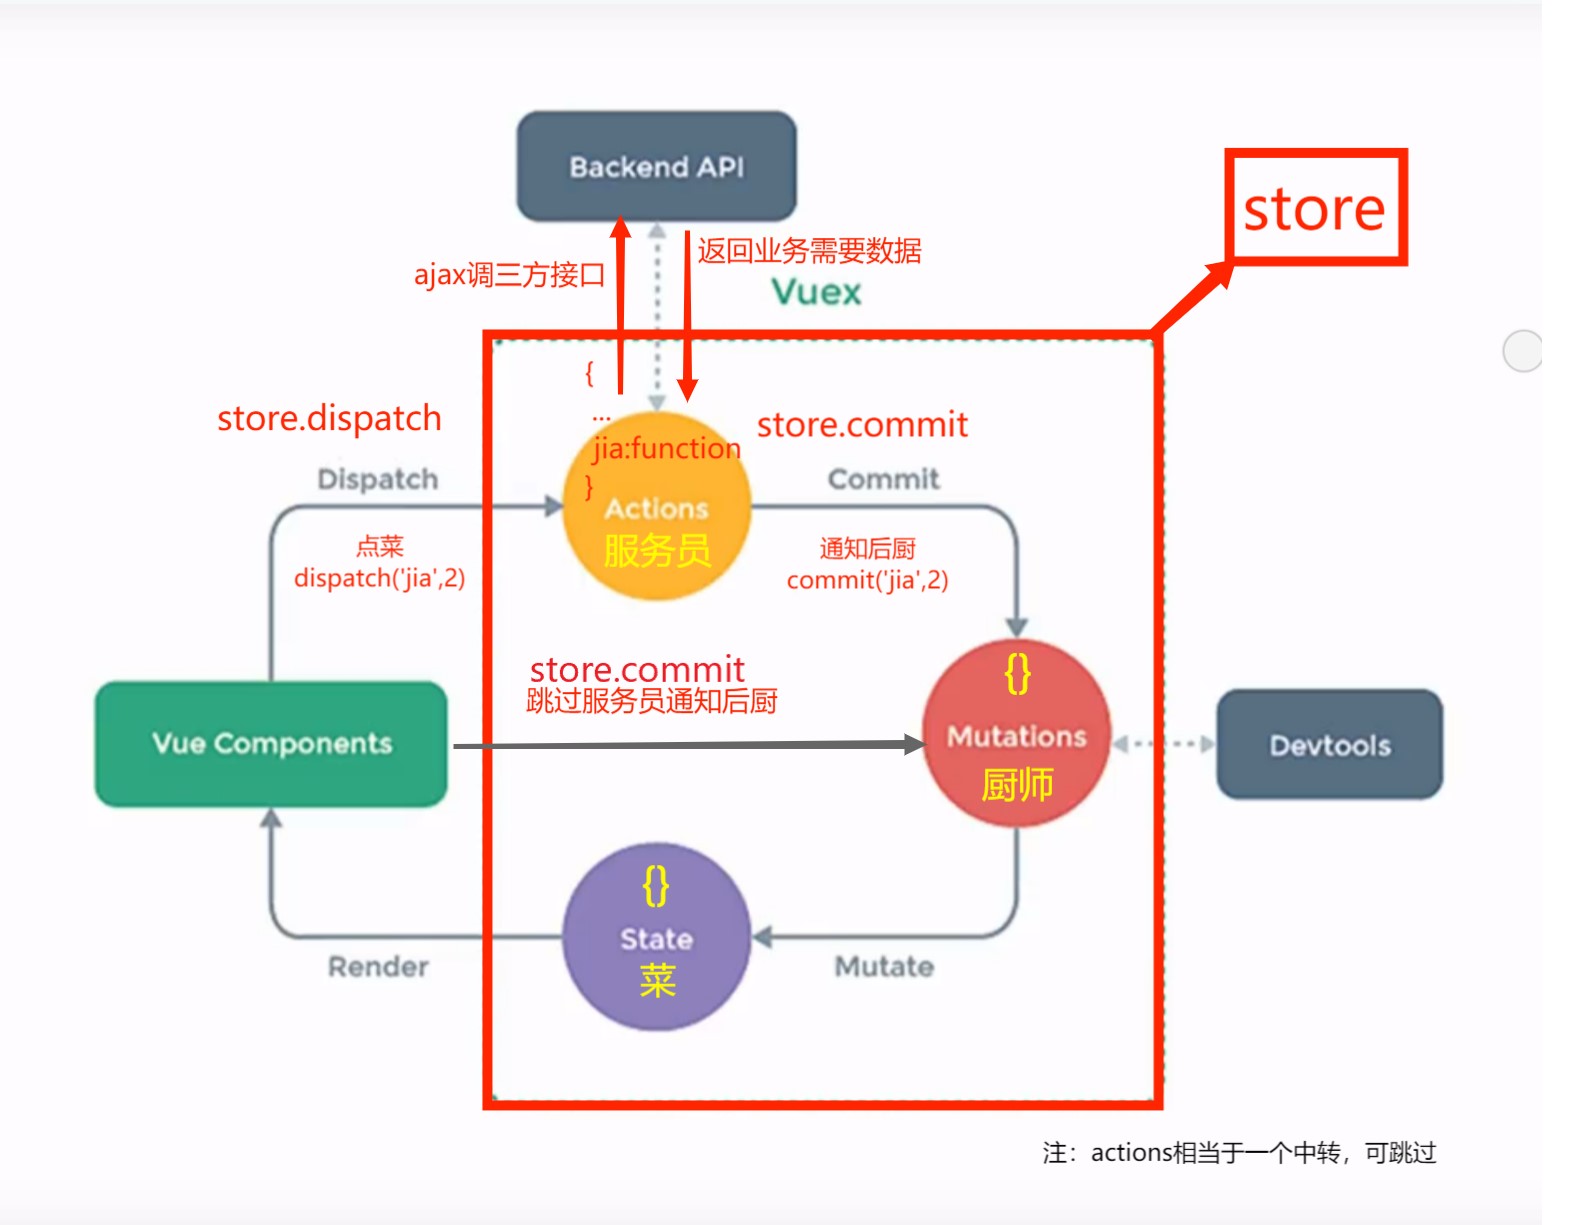 Backend API
store
返回业务需要数据
ajax调三方接口
Vuex
{
...
jia:function
}
store.dispatch
store.commit
Dispatch
Commit
Actions
服务员
点菜
dispatch('jia',2)
通知后厨
commit('jia',2)
store.commit
跳过服务员通知后厨
{}
Vue Components
Mutations
厨师
Devtools
{}
State
菜
Render
Mutate
注：actions相当于一个中转，可跳过